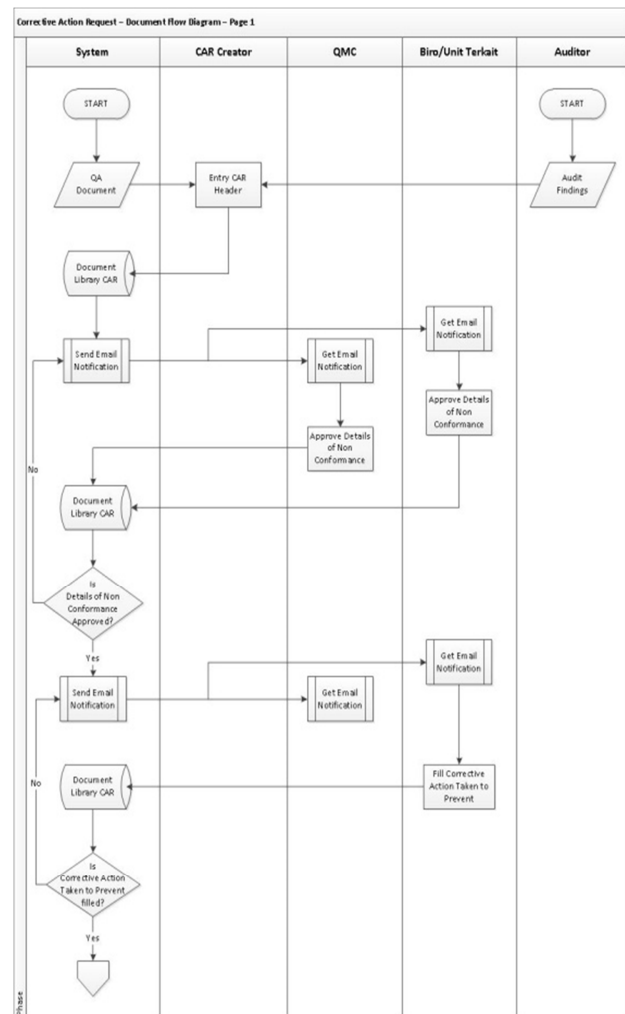 Corrective Action Request – Document Flow Diagram – Page 1
System
CAR Creator
QMC
Biro/Unit Terkait
Auditor
START
START
QA
Document
Entry CAR
Header
Audit
Findings
Document
Library CAR
Send Email
Notification
Get Email
Notification
Get Email
Notification
Approve Details
of Non
Conformance
Approve Details
of Non
Conformance
No
Document
Library CAR
Is
Details of Non
Conformance
Approved?
Yes
Send Email
Notification
Get Email
Notification
Get Email
Notification
No
Document
Library CAR
Fill Corrective
Action Taken to
Prevent
Is
Corrective Action
Taken to Prevent
filled?
Yes
Phase